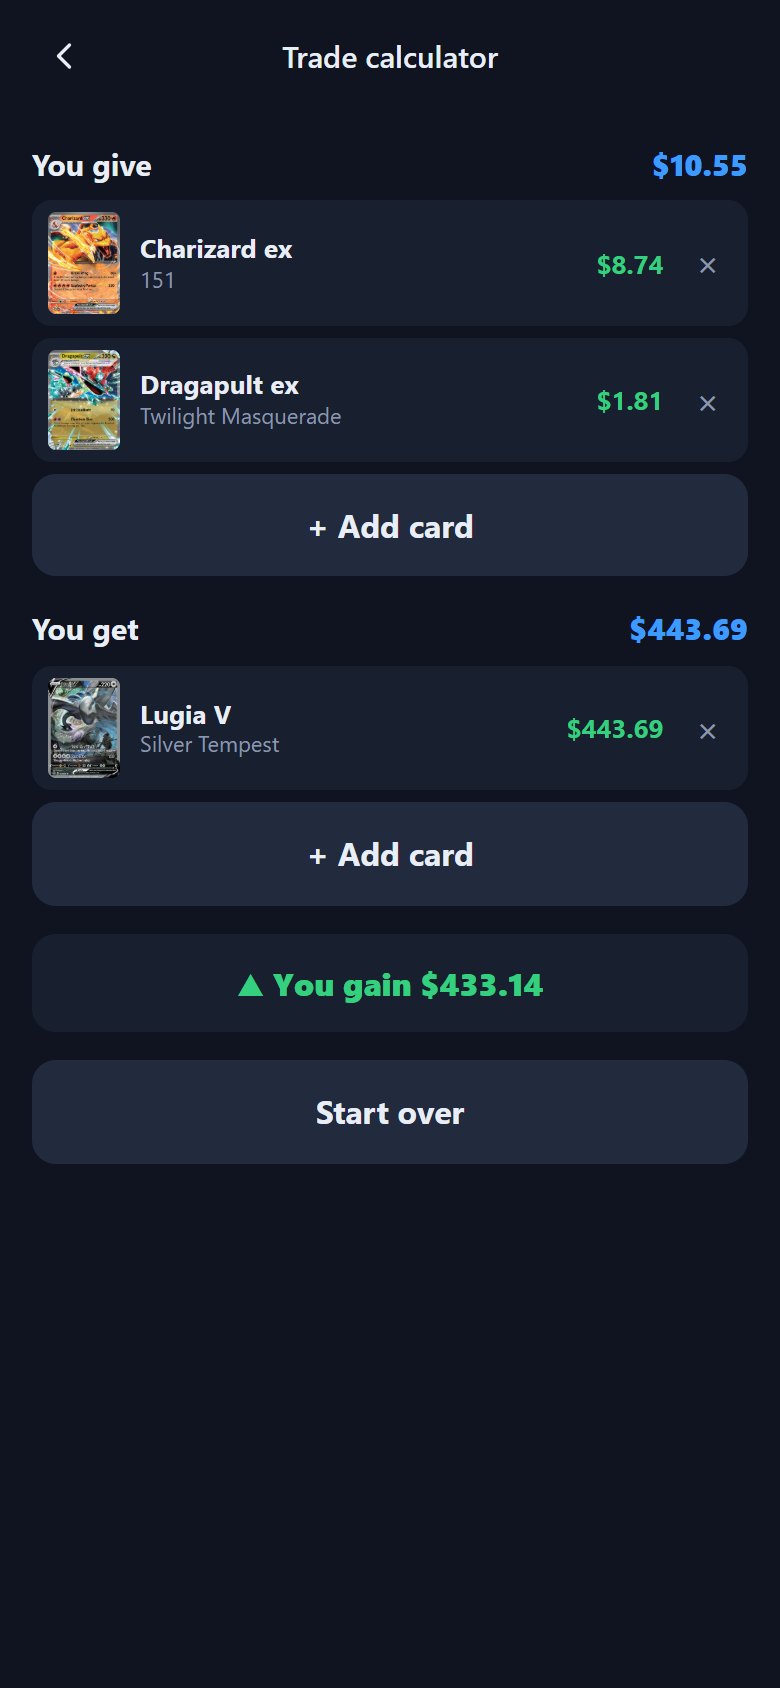 Trade calculator
You give $10.55
Charizard ex
151
$8.74 ×
Dragapult ex
Twilight Masquerade
$1.81 ×
+ Add card
You get $443.69
Lugia V
Silver Tempest
$443.69 ×
+ Add card
▲ You gain $433.14
Start over